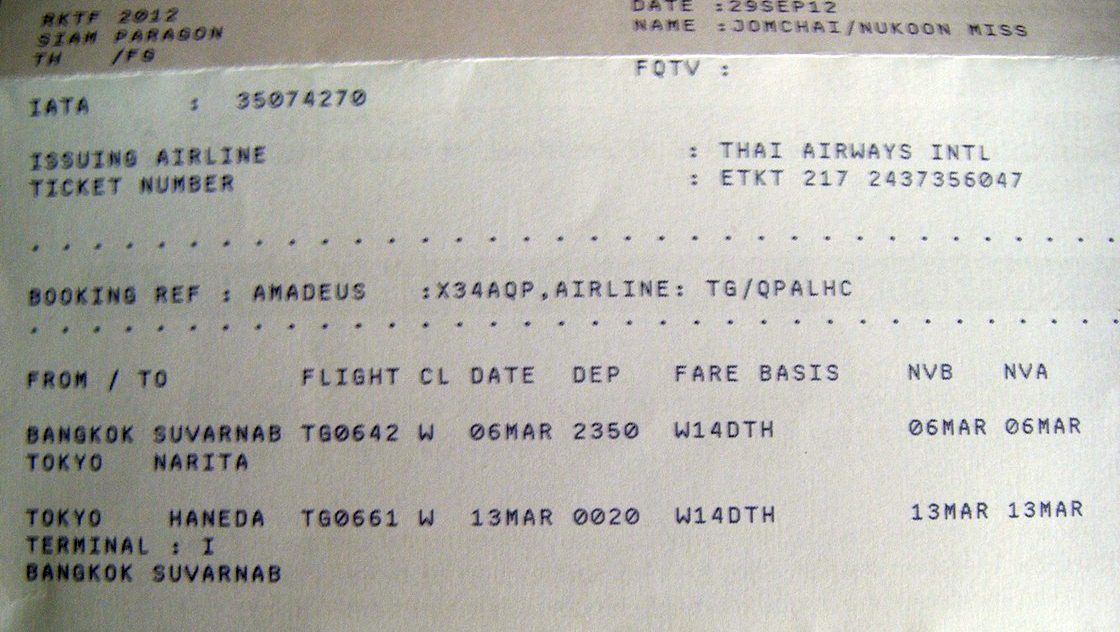 RKTF 2012
SIAM PARAGON
TH /FG
DATE :29SEP12
NAME :JOMCHAI/NUKOON MISS
FQTV :
IATA : 35074270
ISSUING AIRLINE : THAI AIRWAYS INTL
TICKET NUMBER : ETKT 217 2437356047
BOOKING REF : AMADEUS :X34AQP,AIRLINE: TG/QPALHC
FROM / TO FLIGHT CL DATE DEP FARE BASIS NVB NVA
BANGKOK SUVARNAB TG0642 W 06MAR 2350 W14DTH 06MAR 06MAR
TOKYO NARITA
TOKYO HANEDA TG0661 W 13MAR 0020 W14DTH 13MAR 13MAR
TERMINAL : I
BANGKOK SUVARNAB